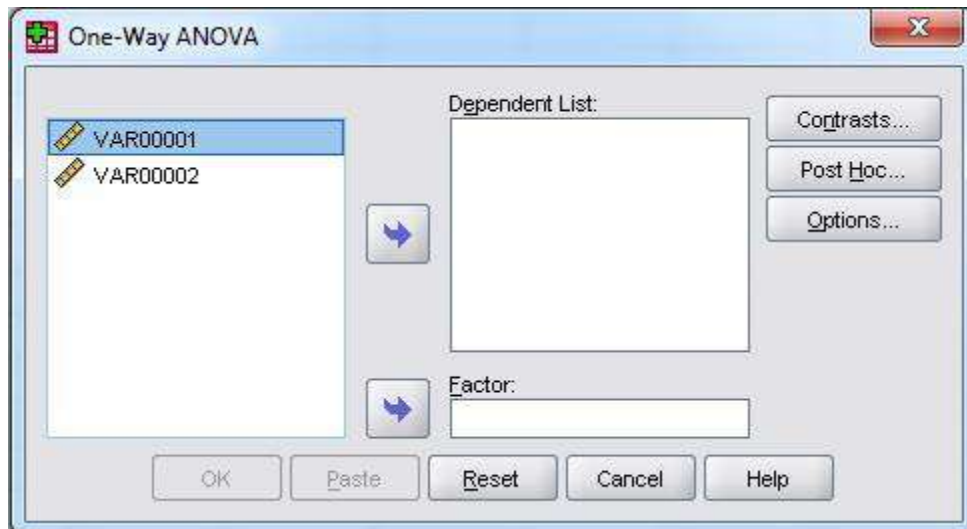 One-Way ANOVA
X
Dependent List:
VAR00001
VAR00002
Contrasts...
Post Hoc...
Options...
Factor:
OK
Paste
Reset
Cancel
Help